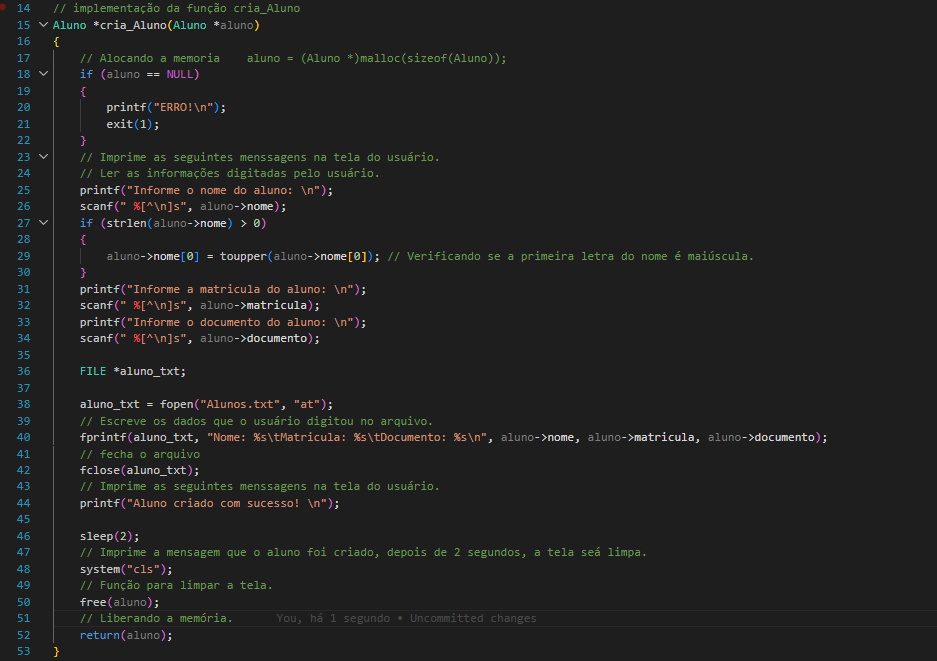 14 // implementação da função cria_Aluno
15 Aluno *cria_Aluno(Aluno *aluno)
16 {
17 // Alocando a memoria    aluno = (Aluno *)malloc(sizeof(Aluno));
18 if (aluno == NULL)
19 {
20 printf("ERRO!\n");
21 exit(1);
22 }
23 // Imprime as seguintes menssagens na tela do usuário.
24 // Ler as informações digitadas pelo usuário.
25 printf("Informe o nome do aluno: \n");
26 scanf(" %[^\n]s", aluno->nome);
27 if (strlen(aluno->nome) > 0)
28 {
29 aluno->nome[0] = toupper(aluno->nome[0]); // Verificando se a primeira letra do nome é maiúscula.
30 }
31 printf("Informe a matricula do aluno: \n");
32 scanf(" %[^\n]s", aluno->matricula);
33 printf("Informe o documento do aluno: \n");
34 scanf(" %[^\n]s", aluno->documento);
35
36 FILE *aluno_txt;
37
38 aluno_txt = fopen("Alunos.txt", "at");
39 // Escreve os dados que o usuário digitou no arquivo.
40 fprintf(aluno_txt, "Nome: %s\tMatricula: %s\tDocumento: %s\n", aluno->nome, aluno->matricula, aluno->documento);
41 // fecha o arquivo
42 fclose(aluno_txt);
43 // Imprime as seguintes menssagens na tela do usuário.
44 printf("Aluno criado com sucesso! \n");
45
46 sleep(2);
47 // Imprime a mensagem que o aluno foi criado, depois de 2 segundos, a tela seá limpa.
48 system("cls");
49 // Função para limpar a tela.
50 free(aluno);
51 // Liberando a memória.    You, há 1 segundo • Uncommitted changes
52 return(aluno);
53 }